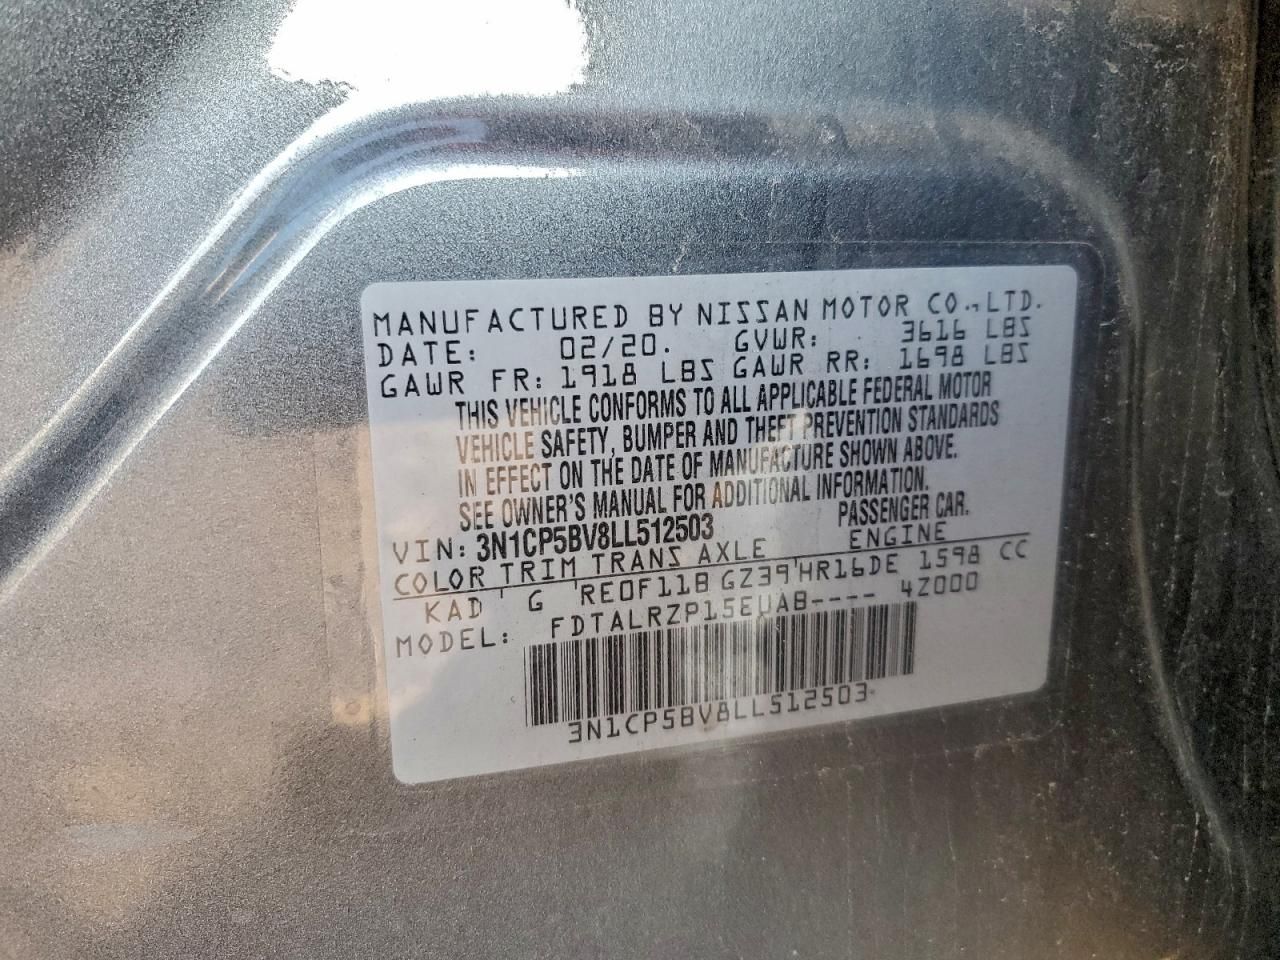 MANUFACTURED BY NISSAN MOTOR CO., LTD.
DATE: 02/20. GVWR: 3616 LBS
GAWR FR: 1918 LBS GAWR RR: 1698 LBS
THIS VEHICLE CONFORMS TO ALL APPLICABLE FEDERAL MOTOR
VEHICLE SAFETY, BUMPER AND THEFT PREVENTION STANDARDS
IN EFFECT ON THE DATE OF MANUFACTURE SHOWN ABOVE.
SEE OWNER'S MANUAL FOR ADDITIONAL INFORMATION.
VIN: 3N1CP5BV8LL512503 PASSENGER CAR.
COLOR TRIM TRANS AXLE ENGINE
KAD G RE0F11B GZ39 HR16DE 1598 CC
MODEL: FDTALRZP15EUAB---- 4Z000
3N1CP5BV8LL512503